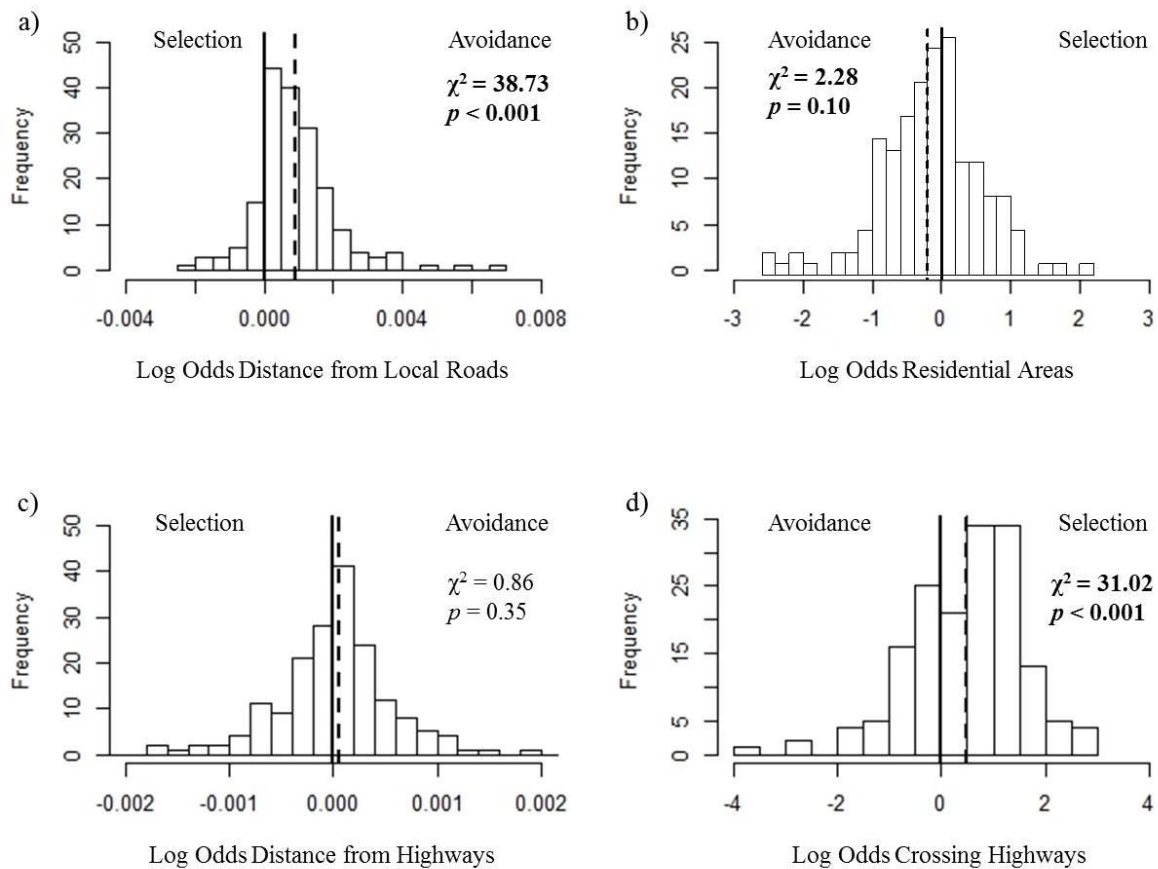 a)
Selection
Avoidance
χ² = 38.73
p < 0.001
Frequency
50
40
30
20
10
0
-0.004
0.000
0.004
0.008
Log Odds Distance from Local Roads
b)
Avoidance
Selection
χ² = 2.28
p = 0.10
Frequency
25
20
15
10
5
0
-3
-2
-1
0
1
2
3
Log Odds Residential Areas
c)
Selection
Avoidance
χ² = 0.86
p = 0.35
Frequency
50
40
30
20
10
0
-0.002
-0.001
0.000
0.001
0.002
Log Odds Distance from Highways
d)
Avoidance
Selection
χ² = 31.02
p < 0.001
Frequency
35
25
15
5
0
-4
-2
0
2
4
Log Odds Crossing Highways